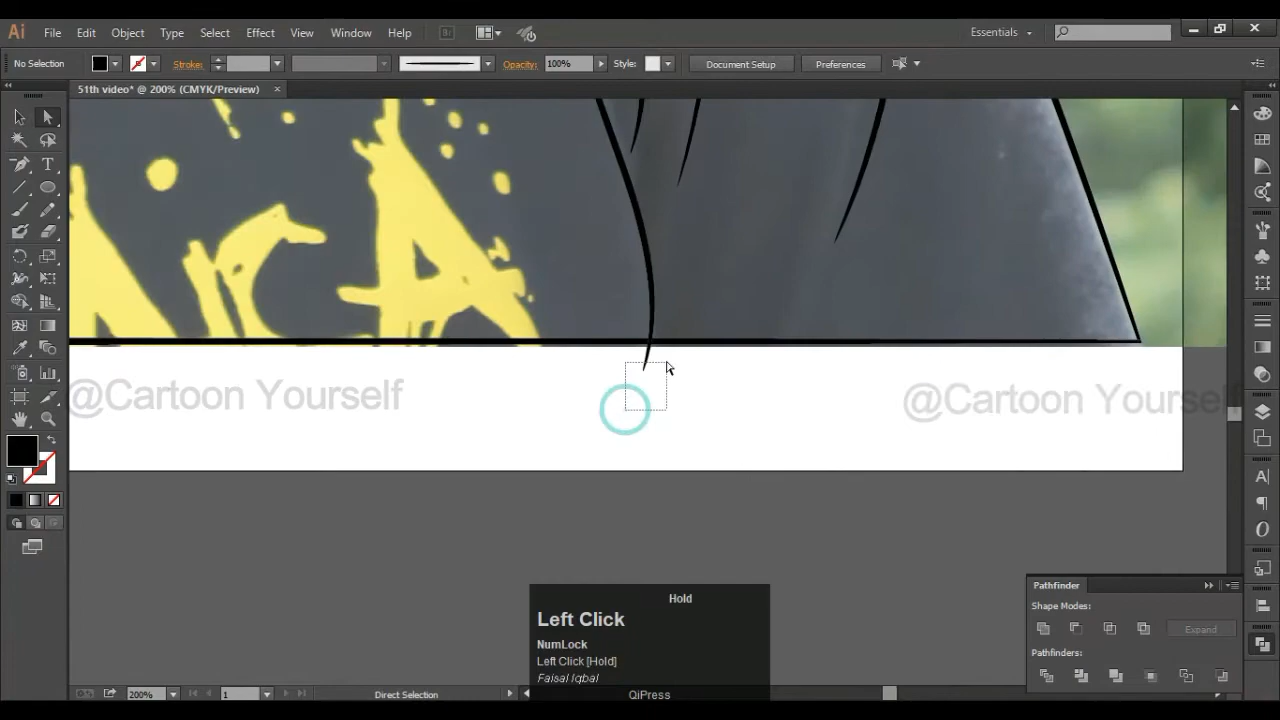 Ai File Edit Object Type Select Effect View Window Help Br Essentials
No Selection Stroke: Opacity: 100% Style: Document Setup Preferences
51th video* @ 200% (CMYK/Preview)
@Cartoon Yourself @Cartoon Yourself
Pathfinder
Shape Modes:
Expand
Pathfinders:
Hold
Left Click
NumLock
Left Click [Hold]
Faisal Iqbal
QiPress
200% 1 Direct Selection